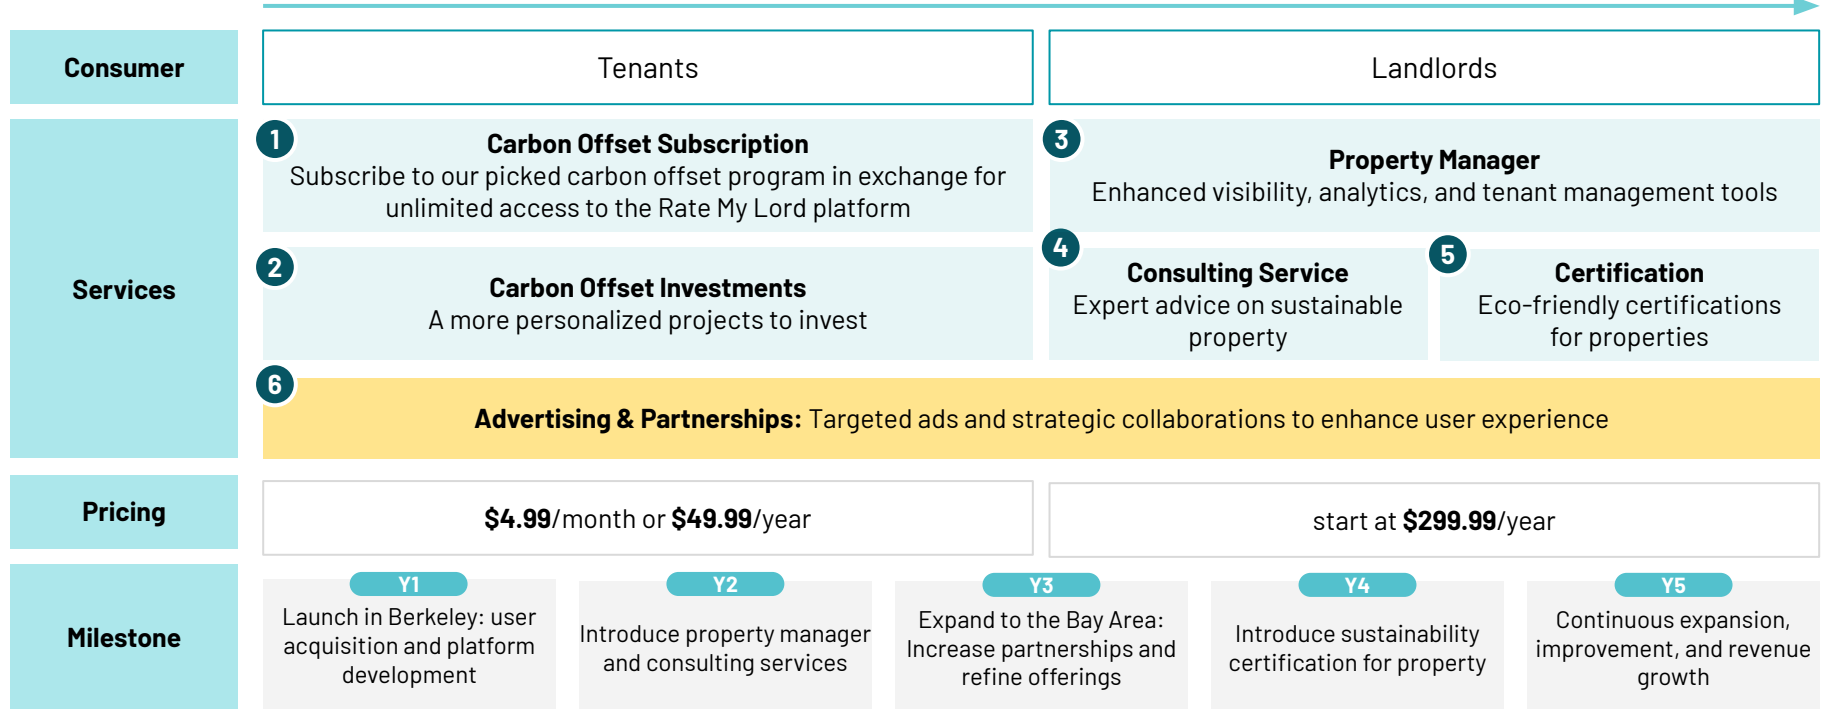 Consumer
Tenants
Landlords
Services
1
Carbon Offset Subscription
Subscribe to our picked carbon offset program in exchange for
unlimited access to the Rate My Lord platform
3
Property Manager
Enhanced visibility, analytics, and tenant management tools
2
Carbon Offset Investments
A more personalized projects to invest
4
Consulting Service
Expert advice on sustainable
property
5
Certification
Eco-friendly certifications
for properties
6
Advertising & Partnerships: Targeted ads and strategic collaborations to enhance user experience
Pricing
$4.99/month or $49.99/year
start at $299.99/year
Milestone
Y1
Launch in Berkeley: user
acquisition and platform
development
Y2
Introduce property manager
and consulting services
Y3
Expand to the Bay Area:
Increase partnerships and
refine offerings
Y4
Introduce sustainability
certification for property
Y5
Continuous expansion,
improvement, and revenue
growth